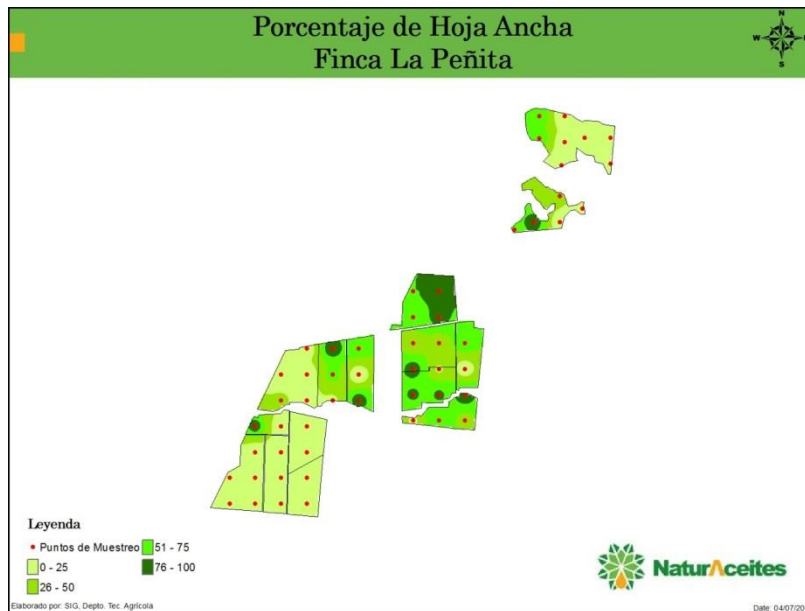 Porcentaje de Hoja Ancha
Finca La Peñita
N
W
S
Leyenda
Puntos de Muestreo
0 - 25
26 - 50
51 - 75
76 - 100
NaturAceites
Elaborado por: SIG, Depto. Tec. Agrícola
Date: 04/07/20